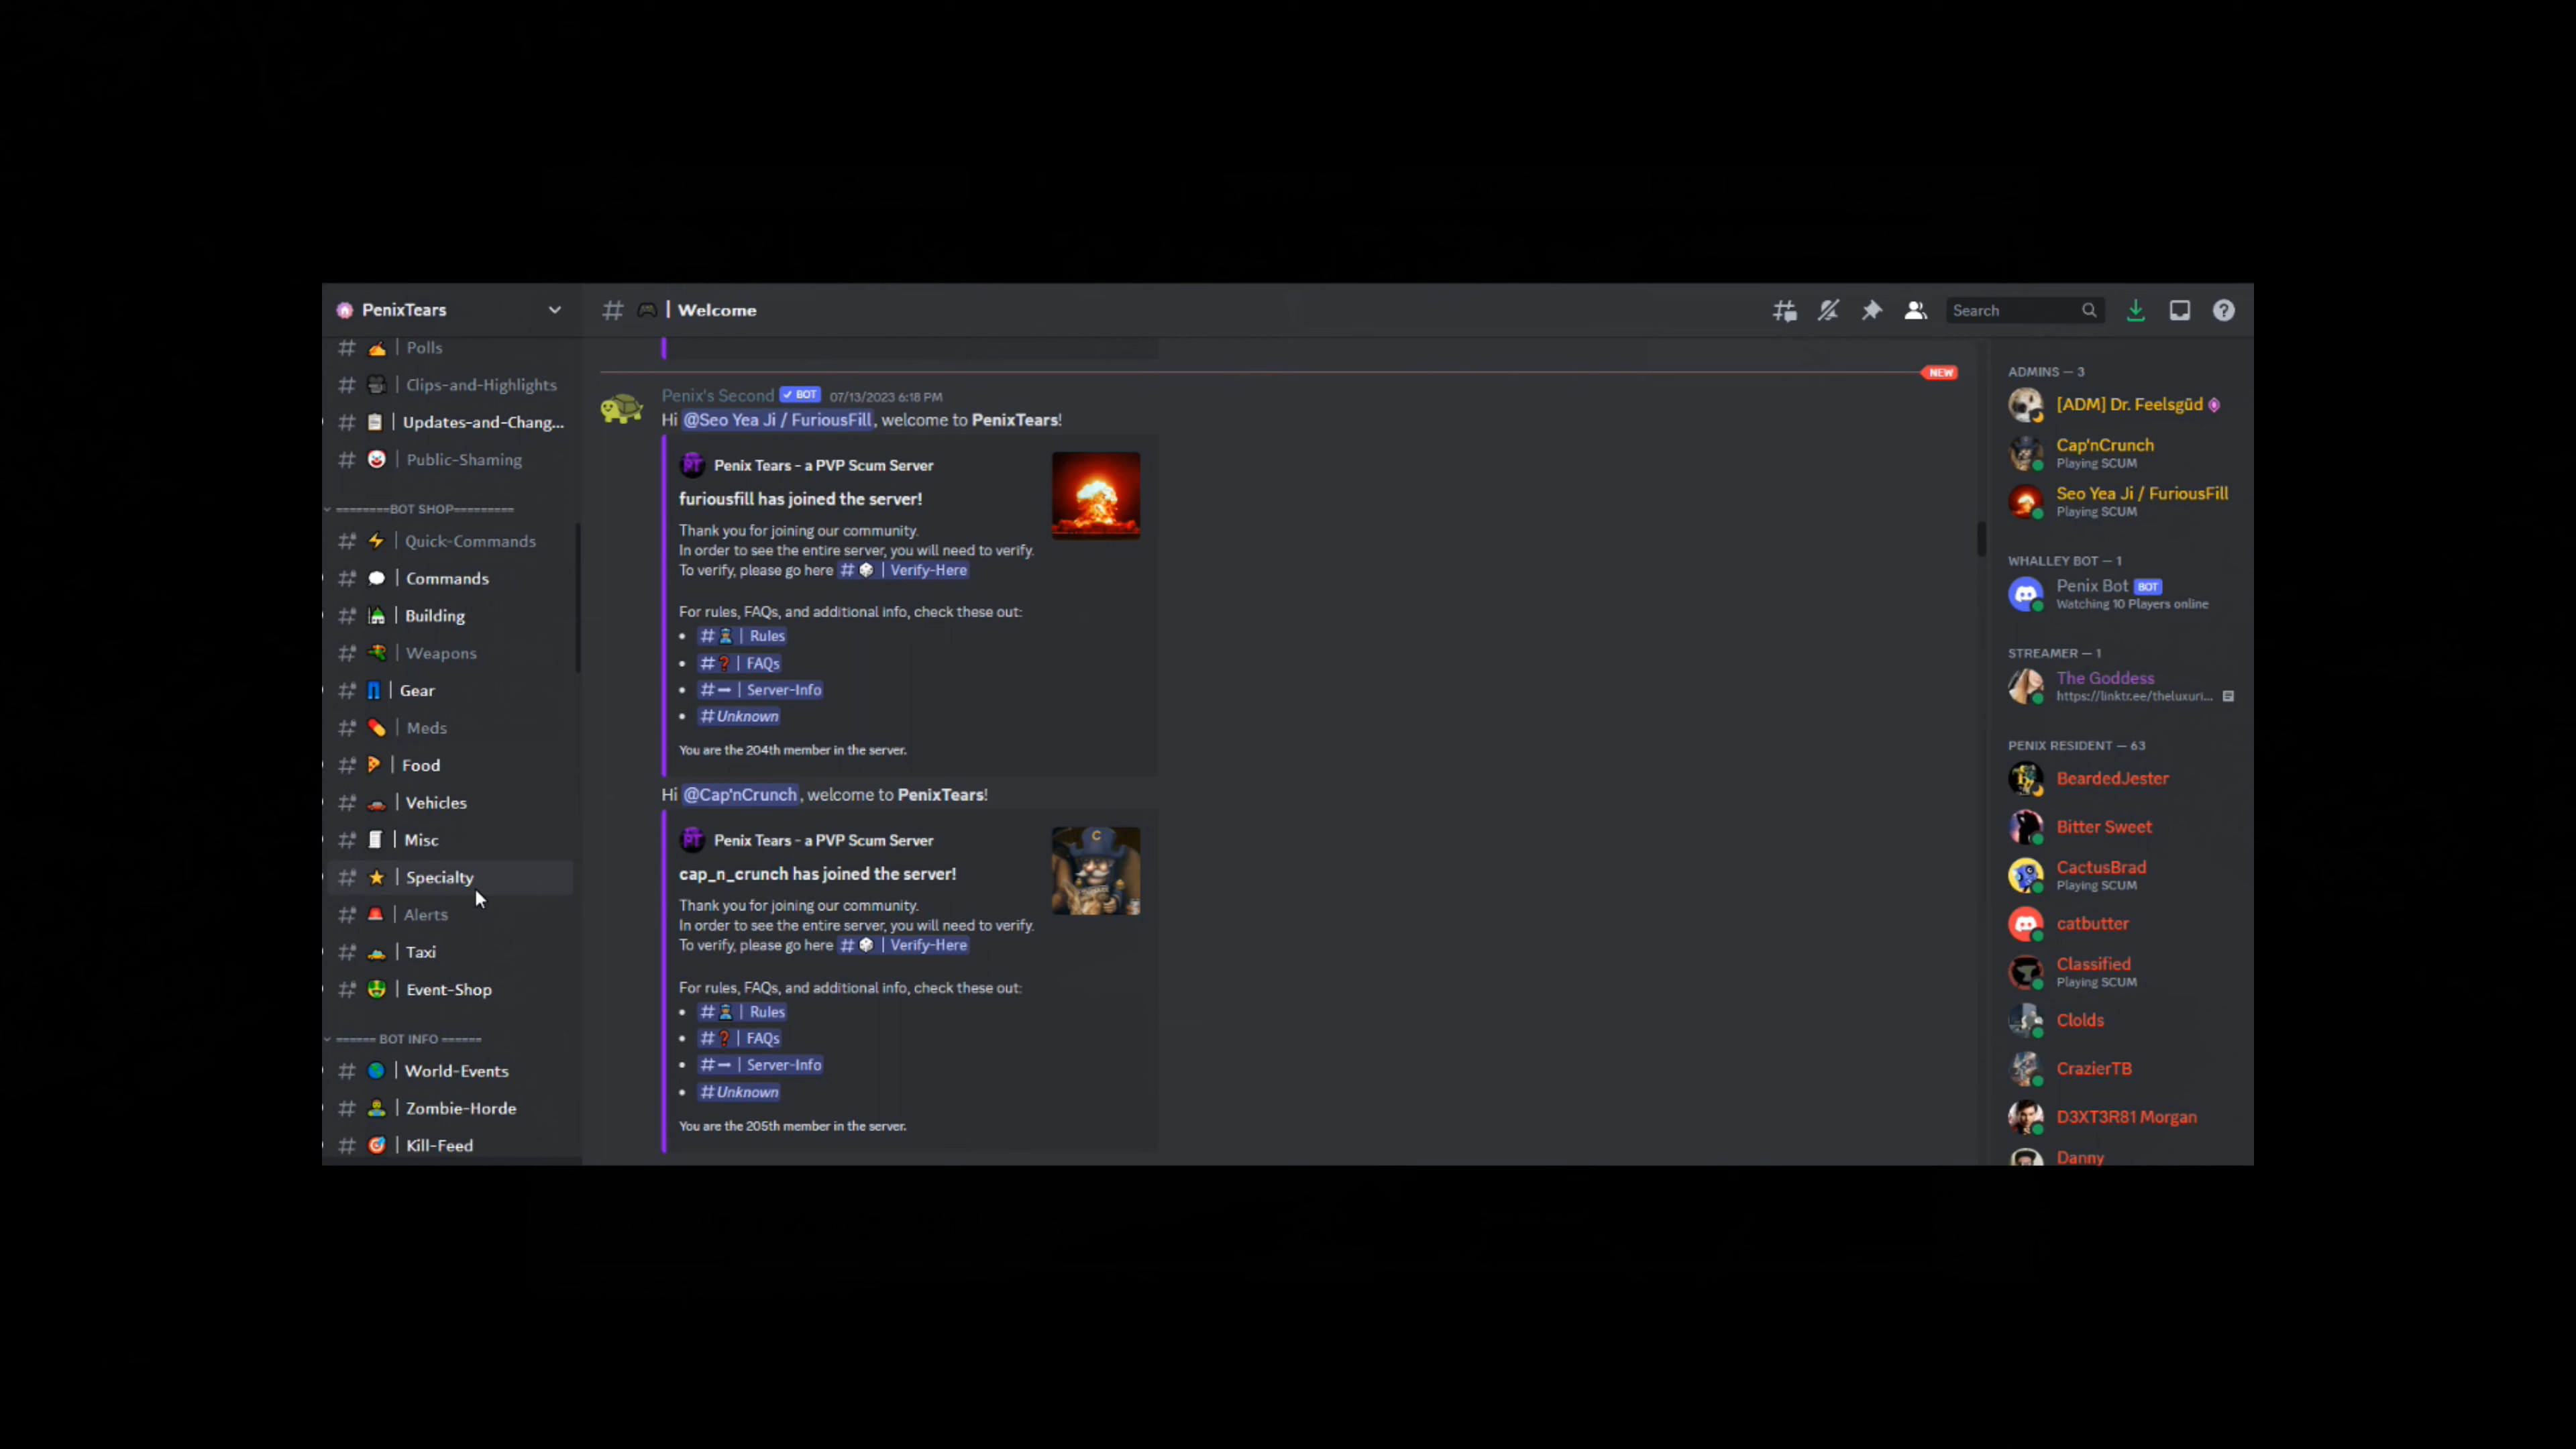 PenixTears
Polls
Clips-and-Highlights
Updates-and-Chang...
Public-Shaming
========BOT SHOP=========
Quick-Commands
Commands
Building
Weapons
Gear
Meds
Food
Vehicles
Misc
Specialty
Alerts
Taxi
Event-Shop
====== BOT INFO ======
World-Events
Zombie-Horde
Kill-Feed
# | Welcome
Search
NEW
Penix's Second ✓ BOT 07/13/2023 6:18 PM
Hi @Seo Yea Ji / FuriousFill, welcome to PenixTears!
PT Penix Tears - a PVP Scum Server
furiousfill has joined the server!
Thank you for joining our community.
In order to see the entire server, you will need to verify.
To verify, please go here # | Verify-Here
For rules, FAQs, and additional info, check these out:
• # | Rules
• #❓ | FAQs
• # | Server-Info
• #Unknown
You are the 204th member in the server.
Hi @Cap'nCrunch, welcome to PenixTears!
PT Penix Tears - a PVP Scum Server
cap_n_crunch has joined the server!
Thank you for joining our community.
In order to see the entire server, you will need to verify.
To verify, please go here # | Verify-Here
For rules, FAQs, and additional info, check these out:
• # | Rules
• #❓ | FAQs
• # | Server-Info
• #Unknown
You are the 205th member in the server.
ADMINS — 3
[ADM] Dr. Feelsgüd
Cap'nCrunch
Playing SCUM
Seo Yea Ji / FuriousFill
Playing SCUM
WHALLEY BOT — 1
Penix Bot BOT
Watching 10 Players online
STREAMER — 1
The Goddess
https://linktr.ee/theluxuri...
PENIX RESIDENT — 63
BeardedJester
Bitter Sweet
CactusBrad
Playing SCUM
catbutter
Classified
Playing SCUM
Clolds
CrazierTB
D3XT3R81 Morgan
Danny